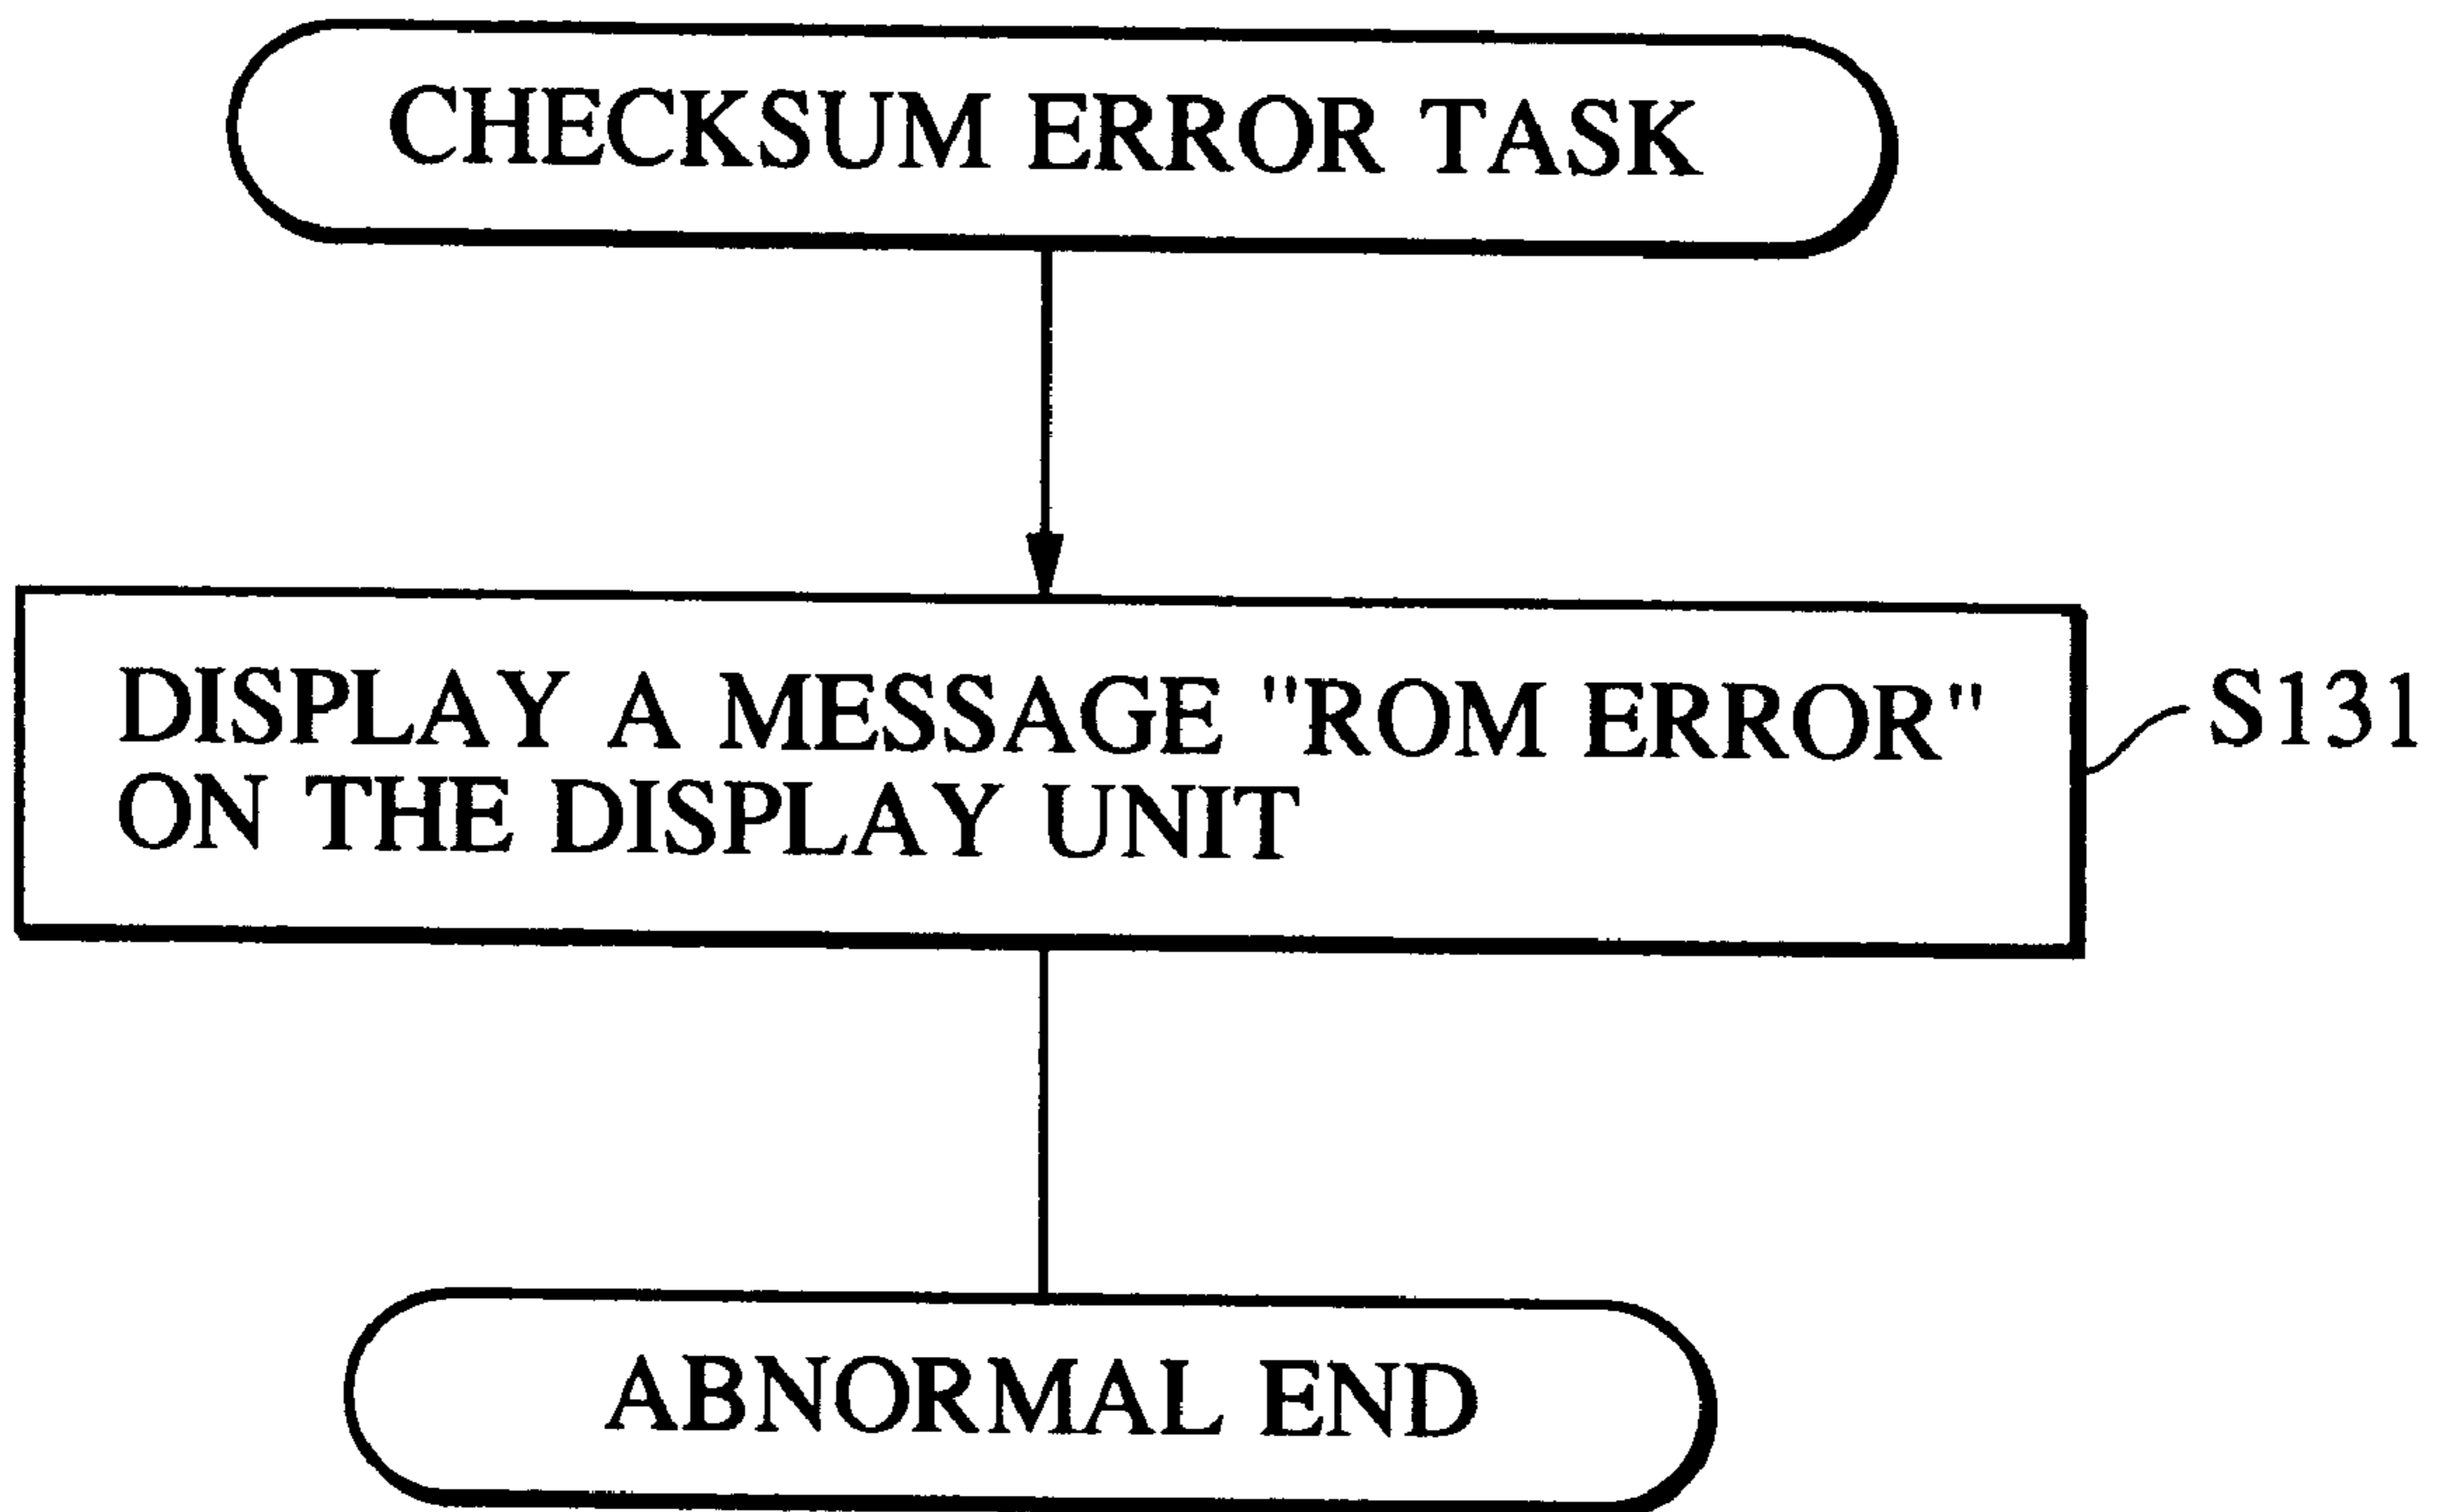 CHECKSUM ERROR TASK
DISPLAY A MESSAGE "ROM ERROR"
ON THE DISPLAY UNIT
S131
ABNORMAL END